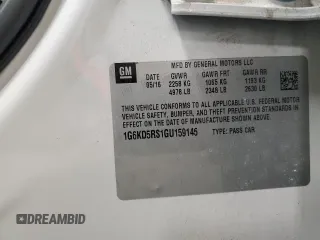 GM
MFD BY GENERAL MOTORS LLC
05/16 GVWR GAWR FRT GAWR RR
2258 KG 1065 KG 1193 KG
4978 LB 2348 LB 2630 LB
THIS VEHICLE CONFORMS TO ALL APPLICABLE U.S. FEDERAL MOTOR
VEHICLE SAFETY, BUMPER, AND THEFT PREVENTION STANDARDS
IN EFFECT ON THE DATE OF MANUFACTURE SHOWN ABOVE.
1G6KD5RS1GU159145 TYPE: PASS CAR
@DREAMBID